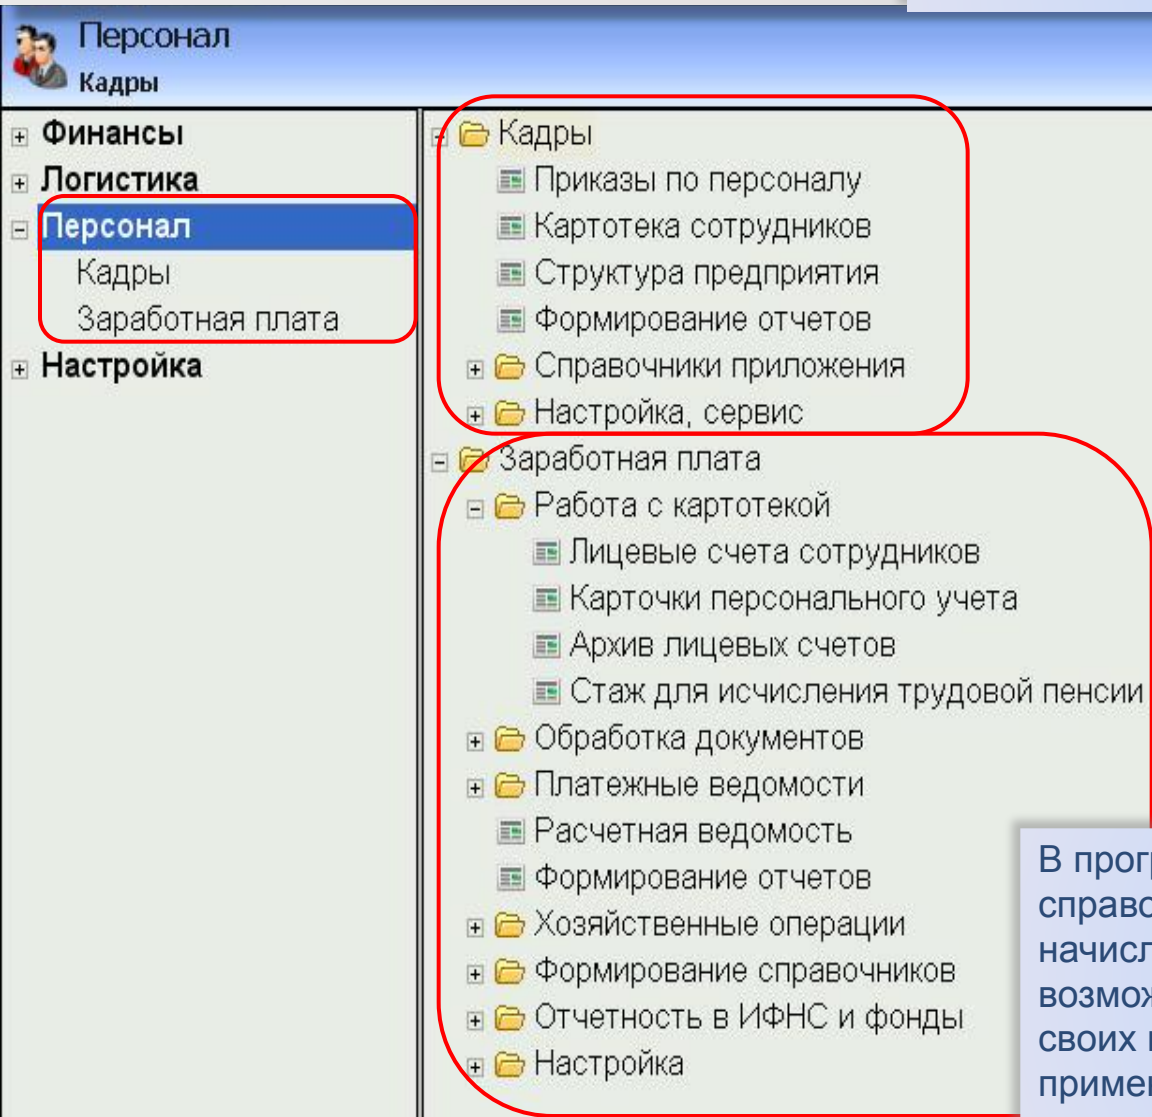 Персонал
Кадры
Финансы
Логистика
Персонал
Кадры
Заработная плата
Настройка
Кадры
Приказы по персоналу
Картотека сотрудников
Структура предприятия
Формирование отчетов
Справочники приложения
Настройка, сервис
Заработная плата
Работа с картотекой
Лицевые счета сотрудников
Карточки персонального учета
Архив лицевых счетов
Стаж для исчисления трудовой пенсии
Обработка документов
Платежные ведомости
Расчетная ведомость
Формирование отчетов
Хозяйственные операции
Формирование справочников
Отчетность в ИФНС и фонды
Настройка
В
своих